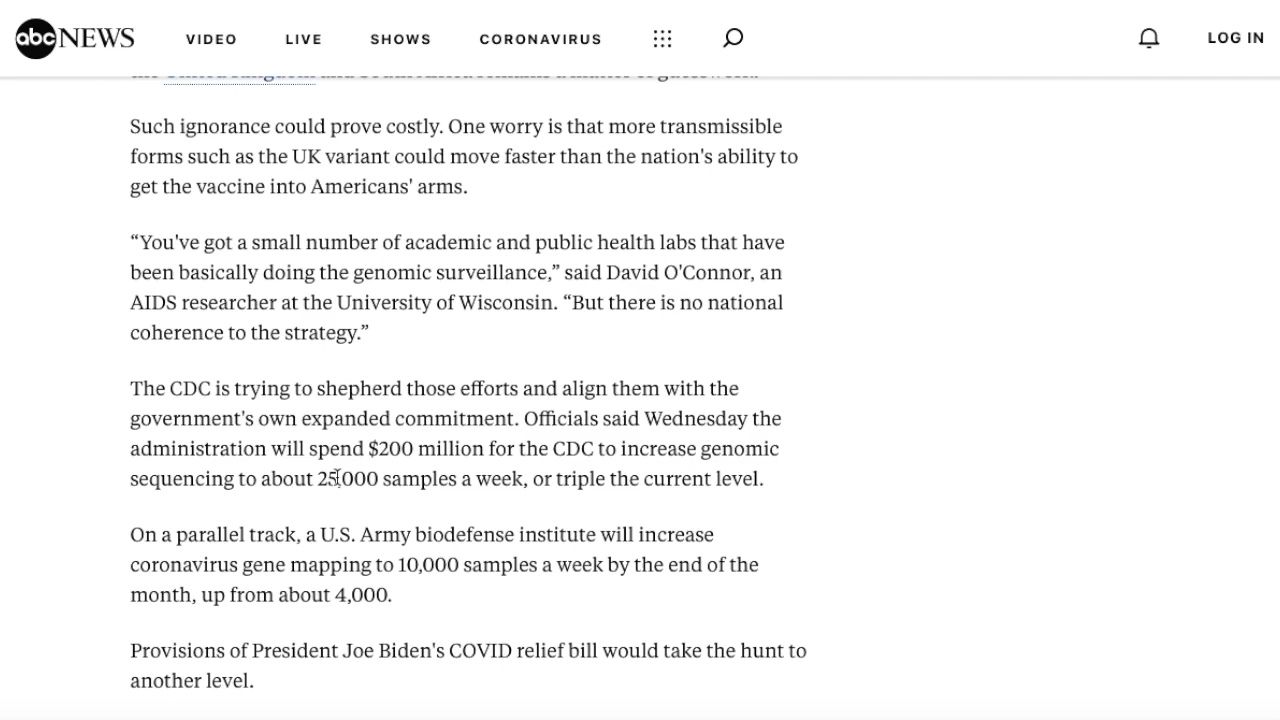 abc NEWS VIDEO LIVE SHOWS CORONAVIRUS LOG IN
Such ignorance could prove costly. One worry is that more transmissible
forms such as the UK variant could move faster than the nation's ability to
get the vaccine into Americans' arms.
“You've got a small number of academic and public health labs that have
been basically doing the genomic surveillance,” said David O'Connor, an
AIDS researcher at the University of Wisconsin. “But there is no national
coherence to the strategy.”
The CDC is trying to shepherd those efforts and align them with the
government's own expanded commitment. Officials said Wednesday the
administration will spend $200 million for the CDC to increase genomic
sequencing to about 25,000 samples a week, or triple the current level.
On a parallel track, a U.S. Army biodefense institute will increase
coronavirus gene mapping to 10,000 samples a week by the end of the
month, up from about 4,000.
Provisions of President Joe Biden's COVID relief bill would take the hunt to
another level.